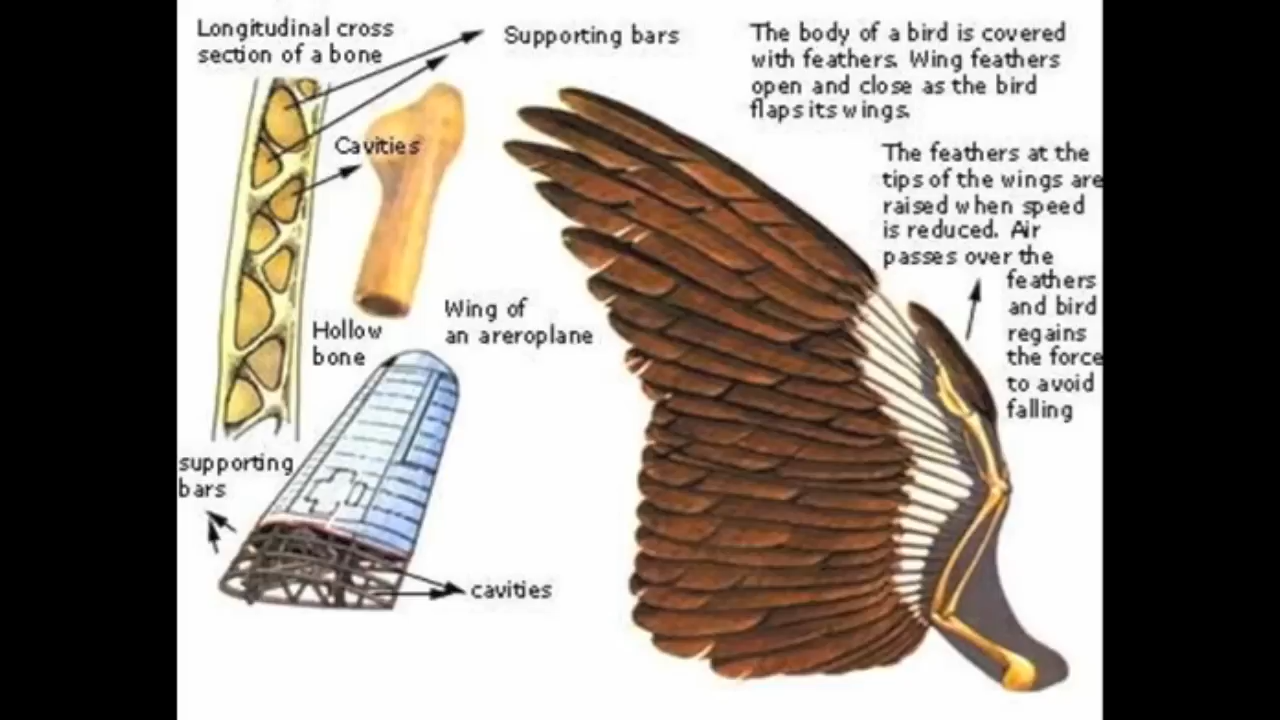 Longitudinal cross
section of a bone
Supporting bars
Cavities
Hollow
bone
Wing of
an areroplane
supporting
bars
cavities
The body of a bird is covered
with feathers. Wing feathers
open and close as the bird
flaps its wings.
The feathers at the
tips of the wings are
raised when speed
is reduced. Air
passes over the
feathers
and bird
regains
the force
to avoid
falling